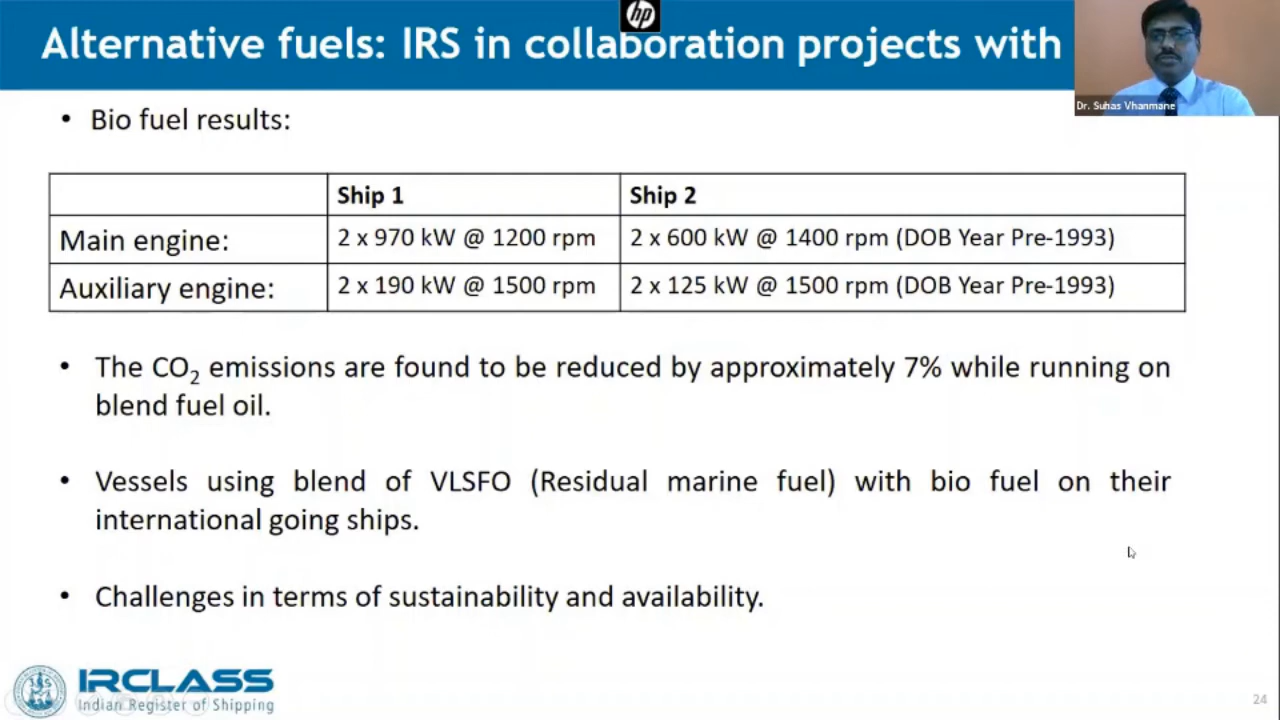 Alternative fuels: IRS in collaboration projects with
hp
Dr. Suhas Vhanmane
• Bio fuel results:
Ship 1 Ship 2
Main engine: 2 x 970 kW @ 1200 rpm 2 x 600 kW @ 1400 rpm (DOB Year Pre-1993)
Auxiliary engine: 2 x 190 kW @ 1500 rpm 2 x 125 kW @ 1500 rpm (DOB Year Pre-1993)
• The CO₂ emissions are found to be reduced by approximately 7% while running on
blend fuel oil.
• Vessels using blend of VLSFO (Residual marine fuel) with bio fuel on their
international going ships.
• Challenges in terms of sustainability and availability.
IRCLASS
Indian Register of Shipping
24